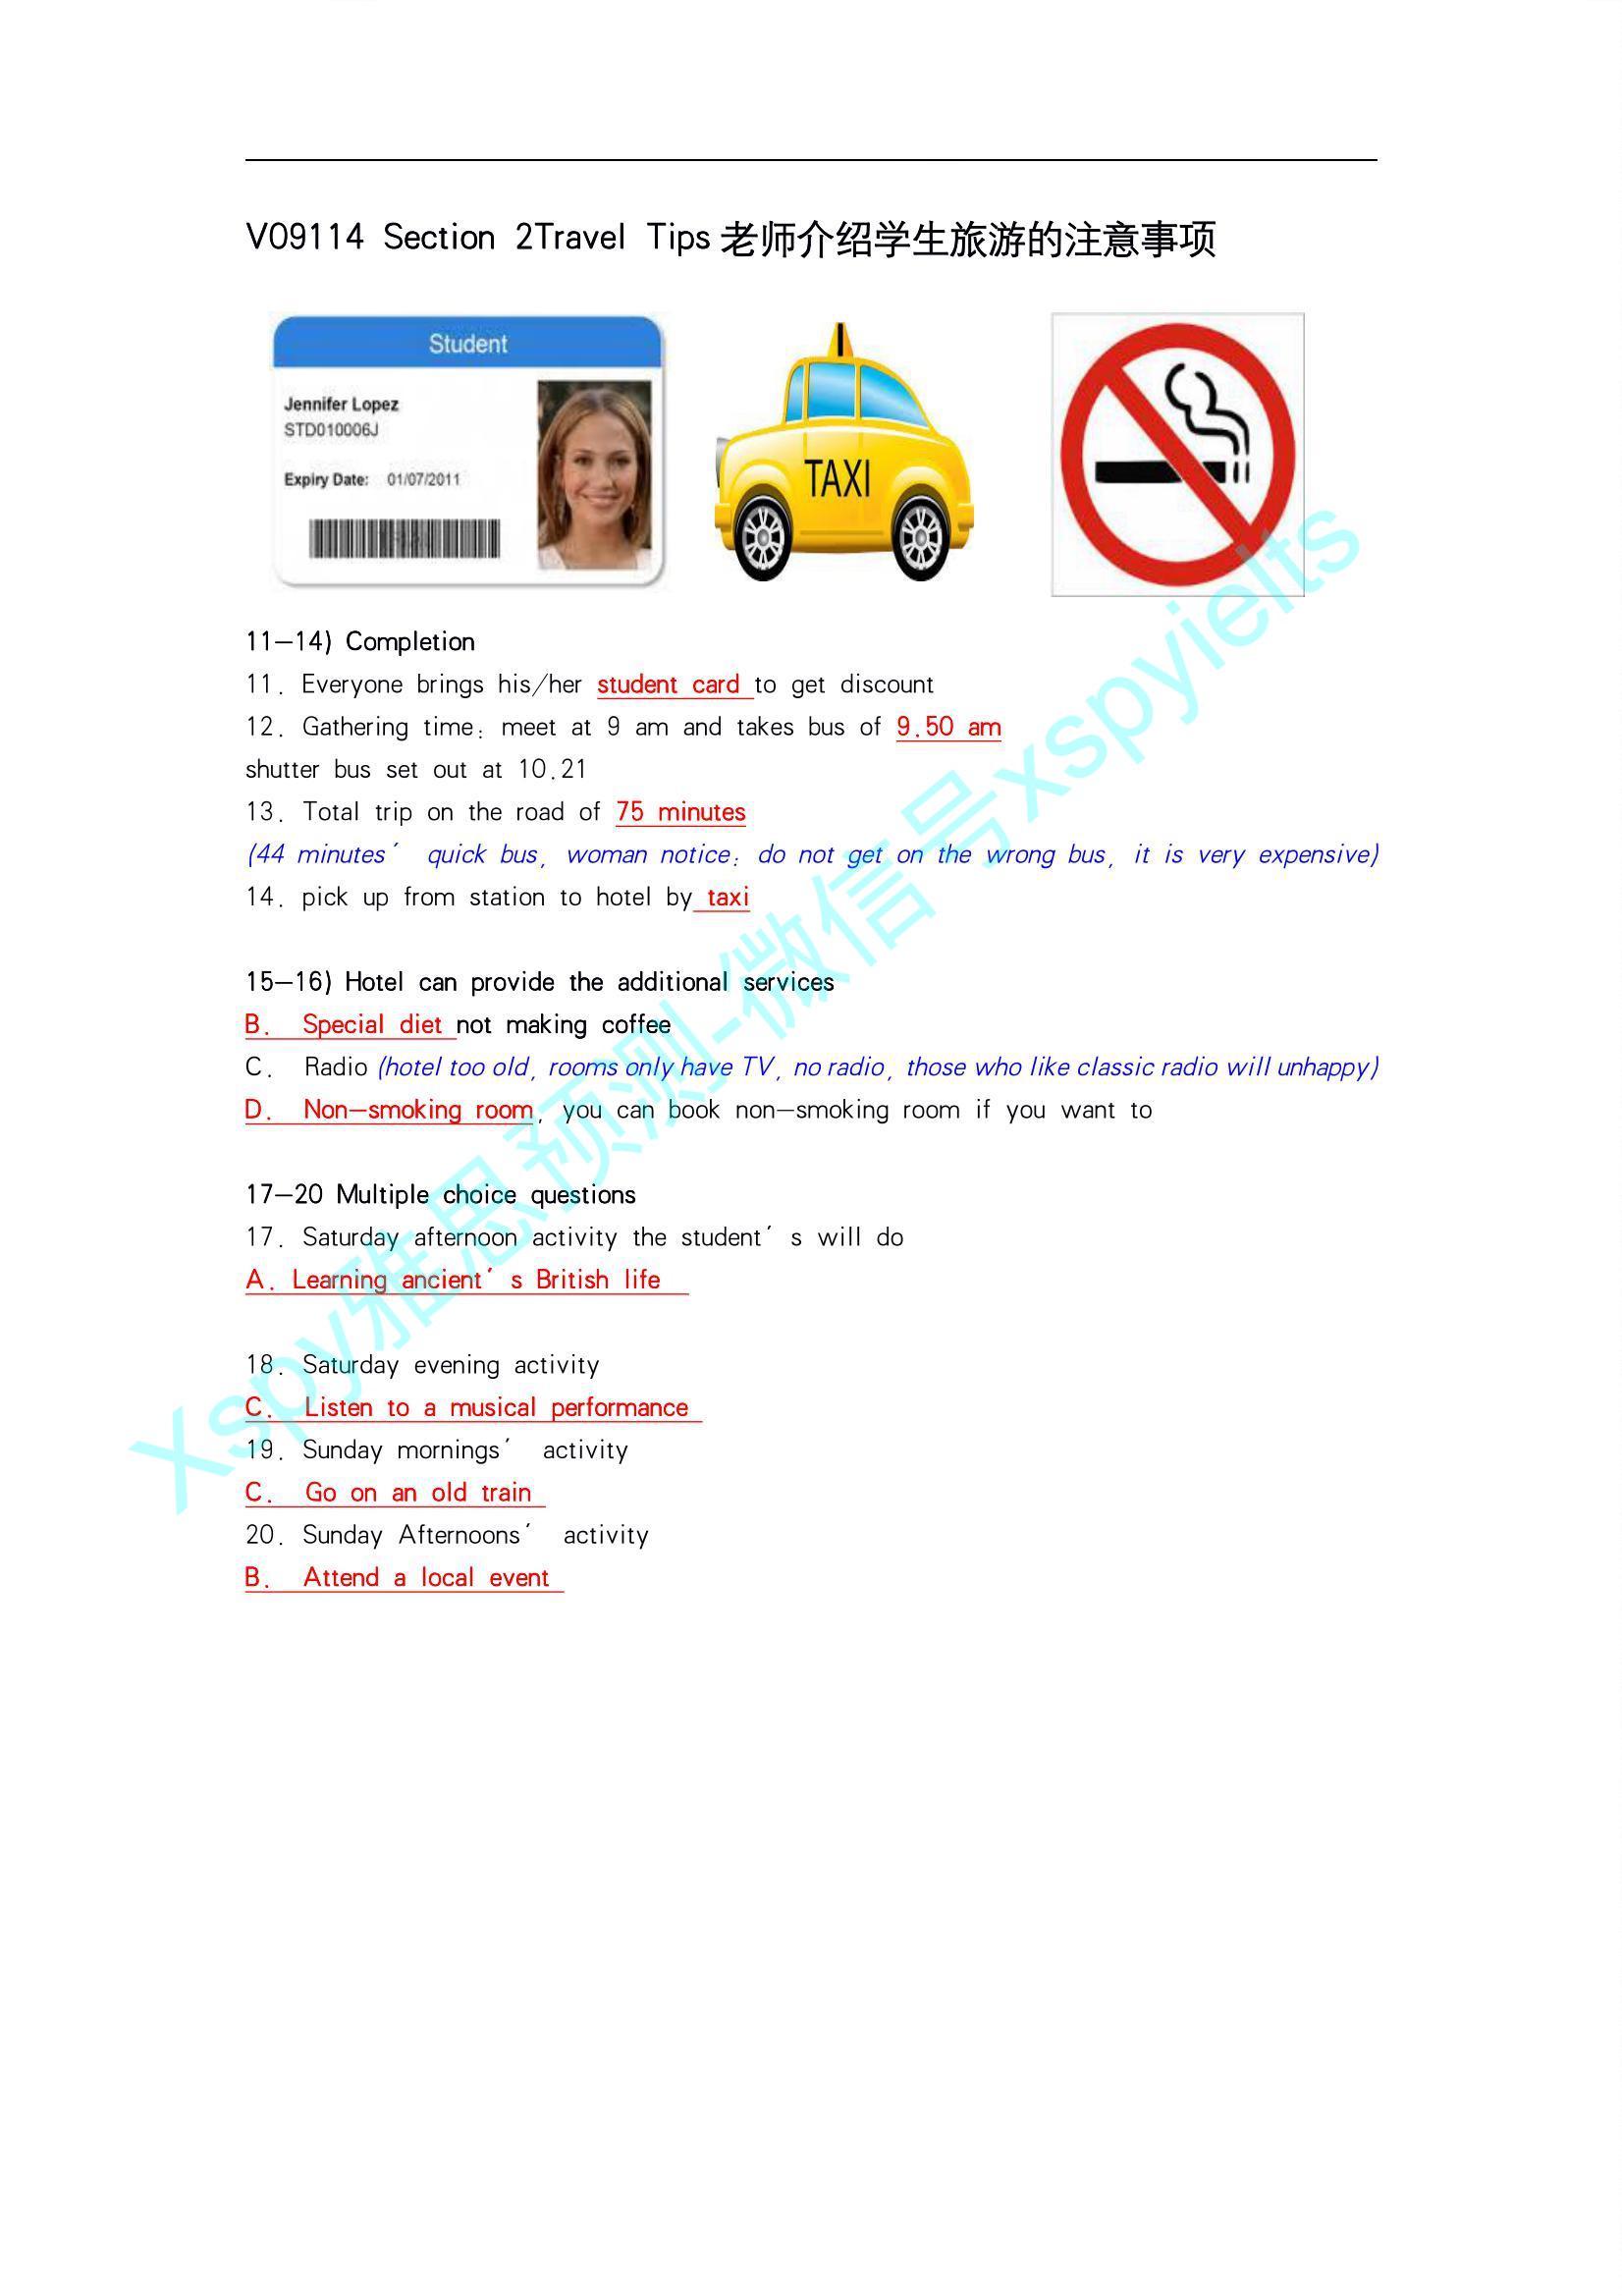 V09114 Section 2Travel Tips 老师介绍学生旅游的注意事项
Student
Jennifer Lopez
STD010006J
Expiry Date: 01/07/2011
TAXI
11-14) Completion
11. Everyone brings his/her student card to get discount
12. Gathering time: meet at 9 am and takes bus of 9.50 am
shutter bus set out at 10.21
13. Total trip on the road of 75 minutes
(44 minutes' quick bus, woman notice: do not get on the wrong bus, it is very expensive)
14. pick up from station to hotel by taxi
15-16) Hotel can provide the additional services
B. Special diet not making coffee
C. Radio (hotel too old, rooms only have TV, no radio, those who like classic radio will unhappy)
D. Non-smoking room, you can book non-smoking room if you want to
17-20 Multiple choice questions
17. Saturday afternoon activity the student's will do
A. Learning ancient's British life
18. Saturday evening activity
C. Listen to a musical performance
19. Sunday mornings' activity
C. Go on an old train
20. Sunday Afternoons' activity
B. Attend a local event
Xspy雅思预测-微信号xspyielts